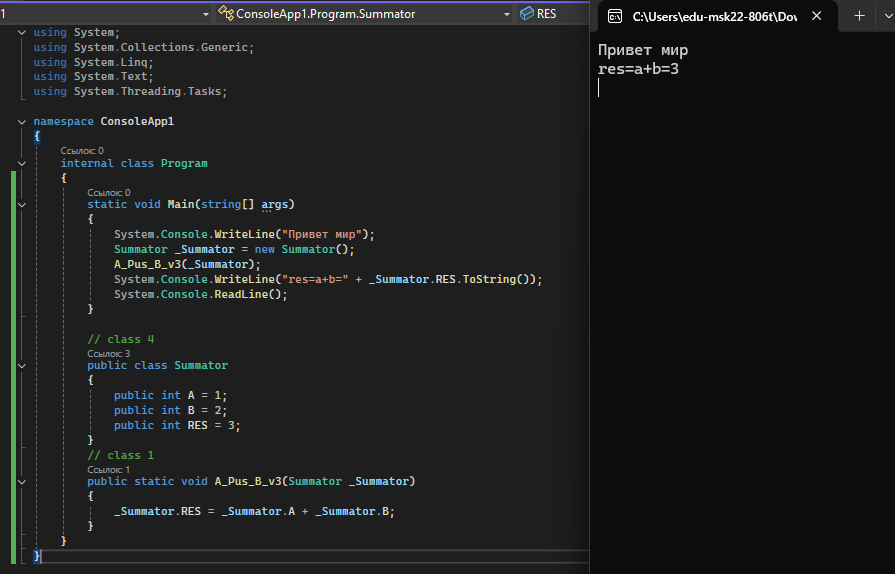 1
ConsoleApp1.Program.Summator
RES
using System;
using System.Collections.Generic;
using System.Linq;
using System.Text;
using System.Threading.Tasks;
namespace ConsoleApp1
{
Ссылок: 0
internal class Program
{
Ссылок: 0
static void Main(string[] args)
{
System.Console.WriteLine("Привет мир");
Summator _Summator = new Summator();
A_Pus_B_v3(_Summator);
System.Console.WriteLine("res=a+b=" + _Summator.RES.ToString());
System.Console.ReadLine();
}
// class 4
Ссылок: 3
public class Summator
{
public int A = 1;
public int B = 2;
public int RES = 3;
}
// class 1
Ссылок: 1
public static void A_Pus_B_v3(Summator _Summator)
{
_Summator.RES = _Summator.A + _Summator.B;
}
}
}
C:\Users\edu-msk22-806t\Dov
Привет мир
res=a+b=3